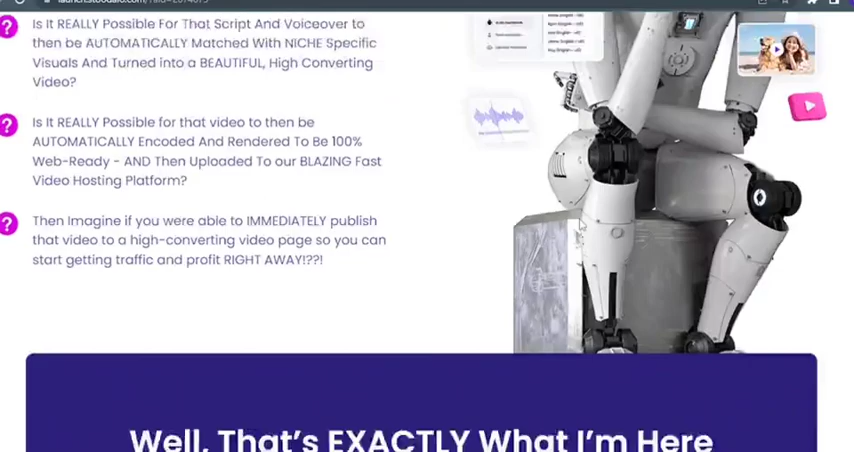 Is It REALLY Possible For That Script And Voiceover to
then be AUTOMATICALLY Matched With NICHE Specific
Visuals And Turned into a BEAUTIFUL, High Converting
Video?
Is It REALLY Possible for that video to then be
AUTOMATICALLY Encoded And Rendered To Be 100%
Web-Ready - AND Then Uploaded To our BLAZING Fast
Video Hosting Platform?
Then Imagine if you were able to IMMEDIATELY publish
that video to a high-converting video page so you can
start getting traffic and profit RIGHT AWAY!??!
Well, That's EXACTLY What I'm Here